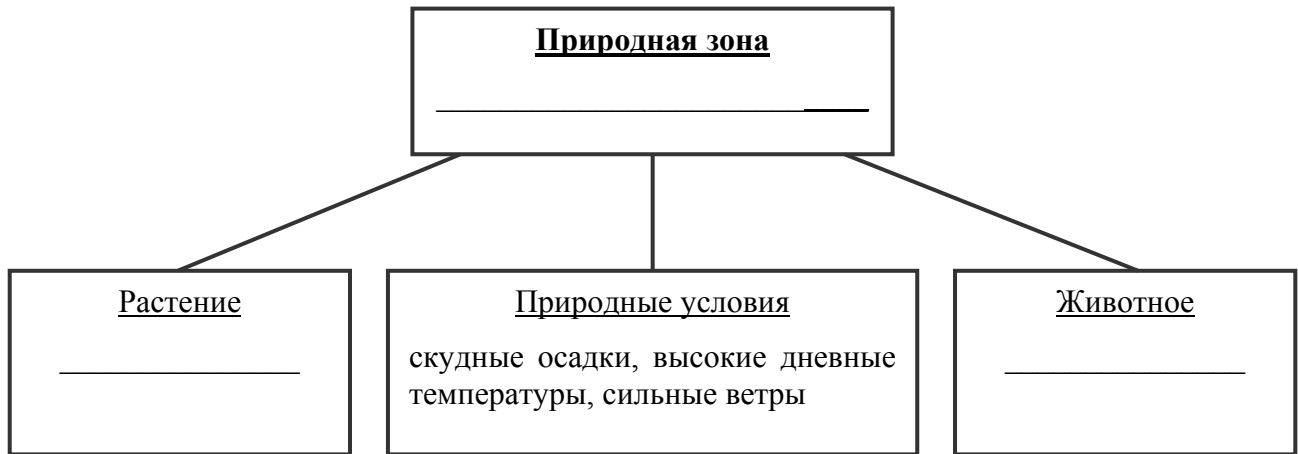 Природная зона
Растение
Природные условия
скудные осадки, высокие дневные
температуры, сильные ветры
Животное